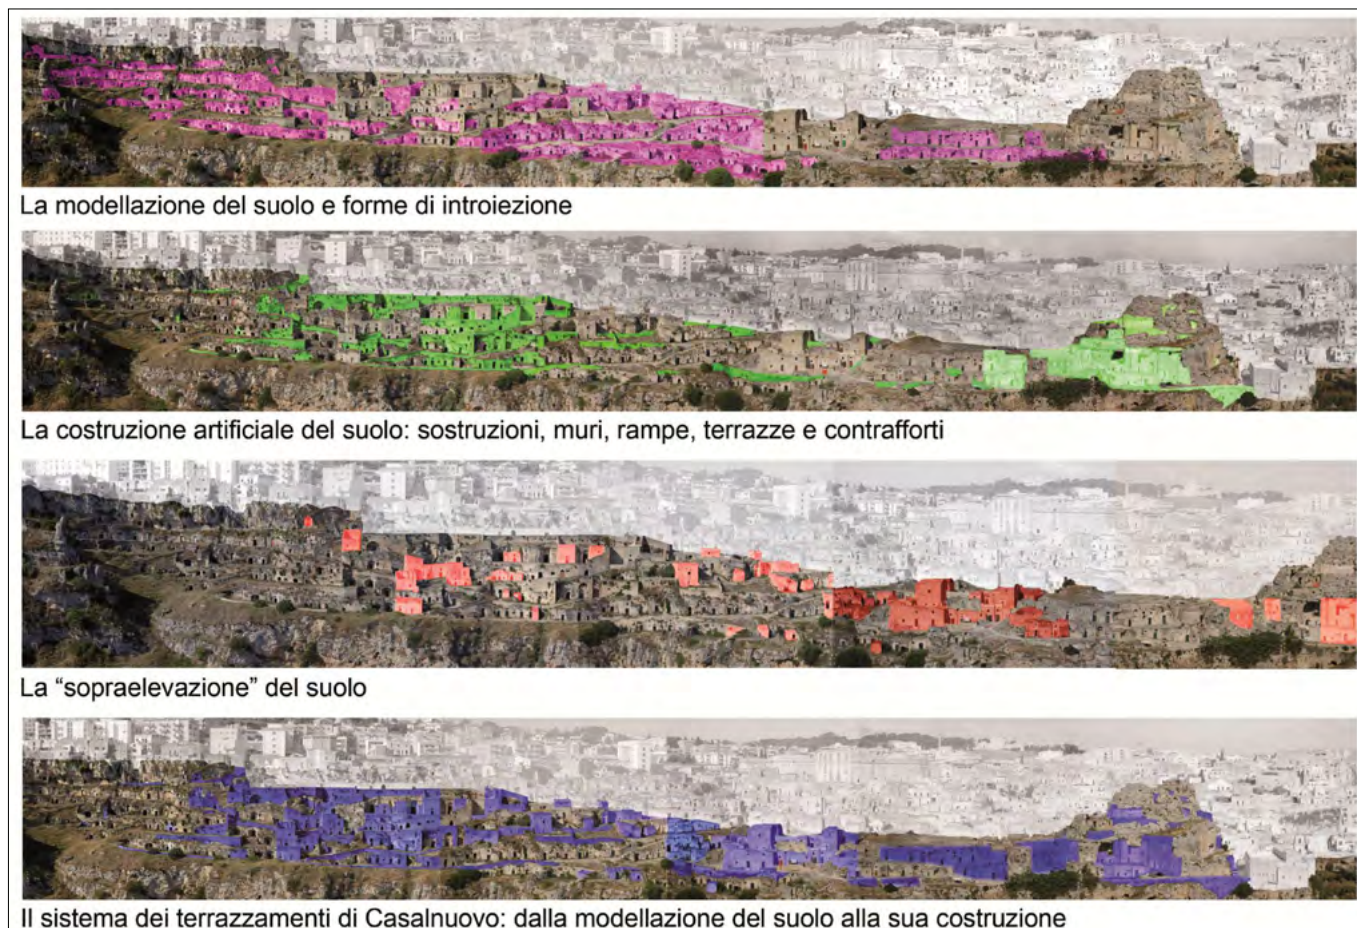 La modellazione del suolo e forme di introiezione
La costruzione artificiale del suolo: sostruzioni, muri, rampe, terrazze e contrafforti
La “sopraelevazione” del suolo
Il sistema dei terrazzamenti di Casalnuovo: dalla modellazione del suolo alla sua costruzione